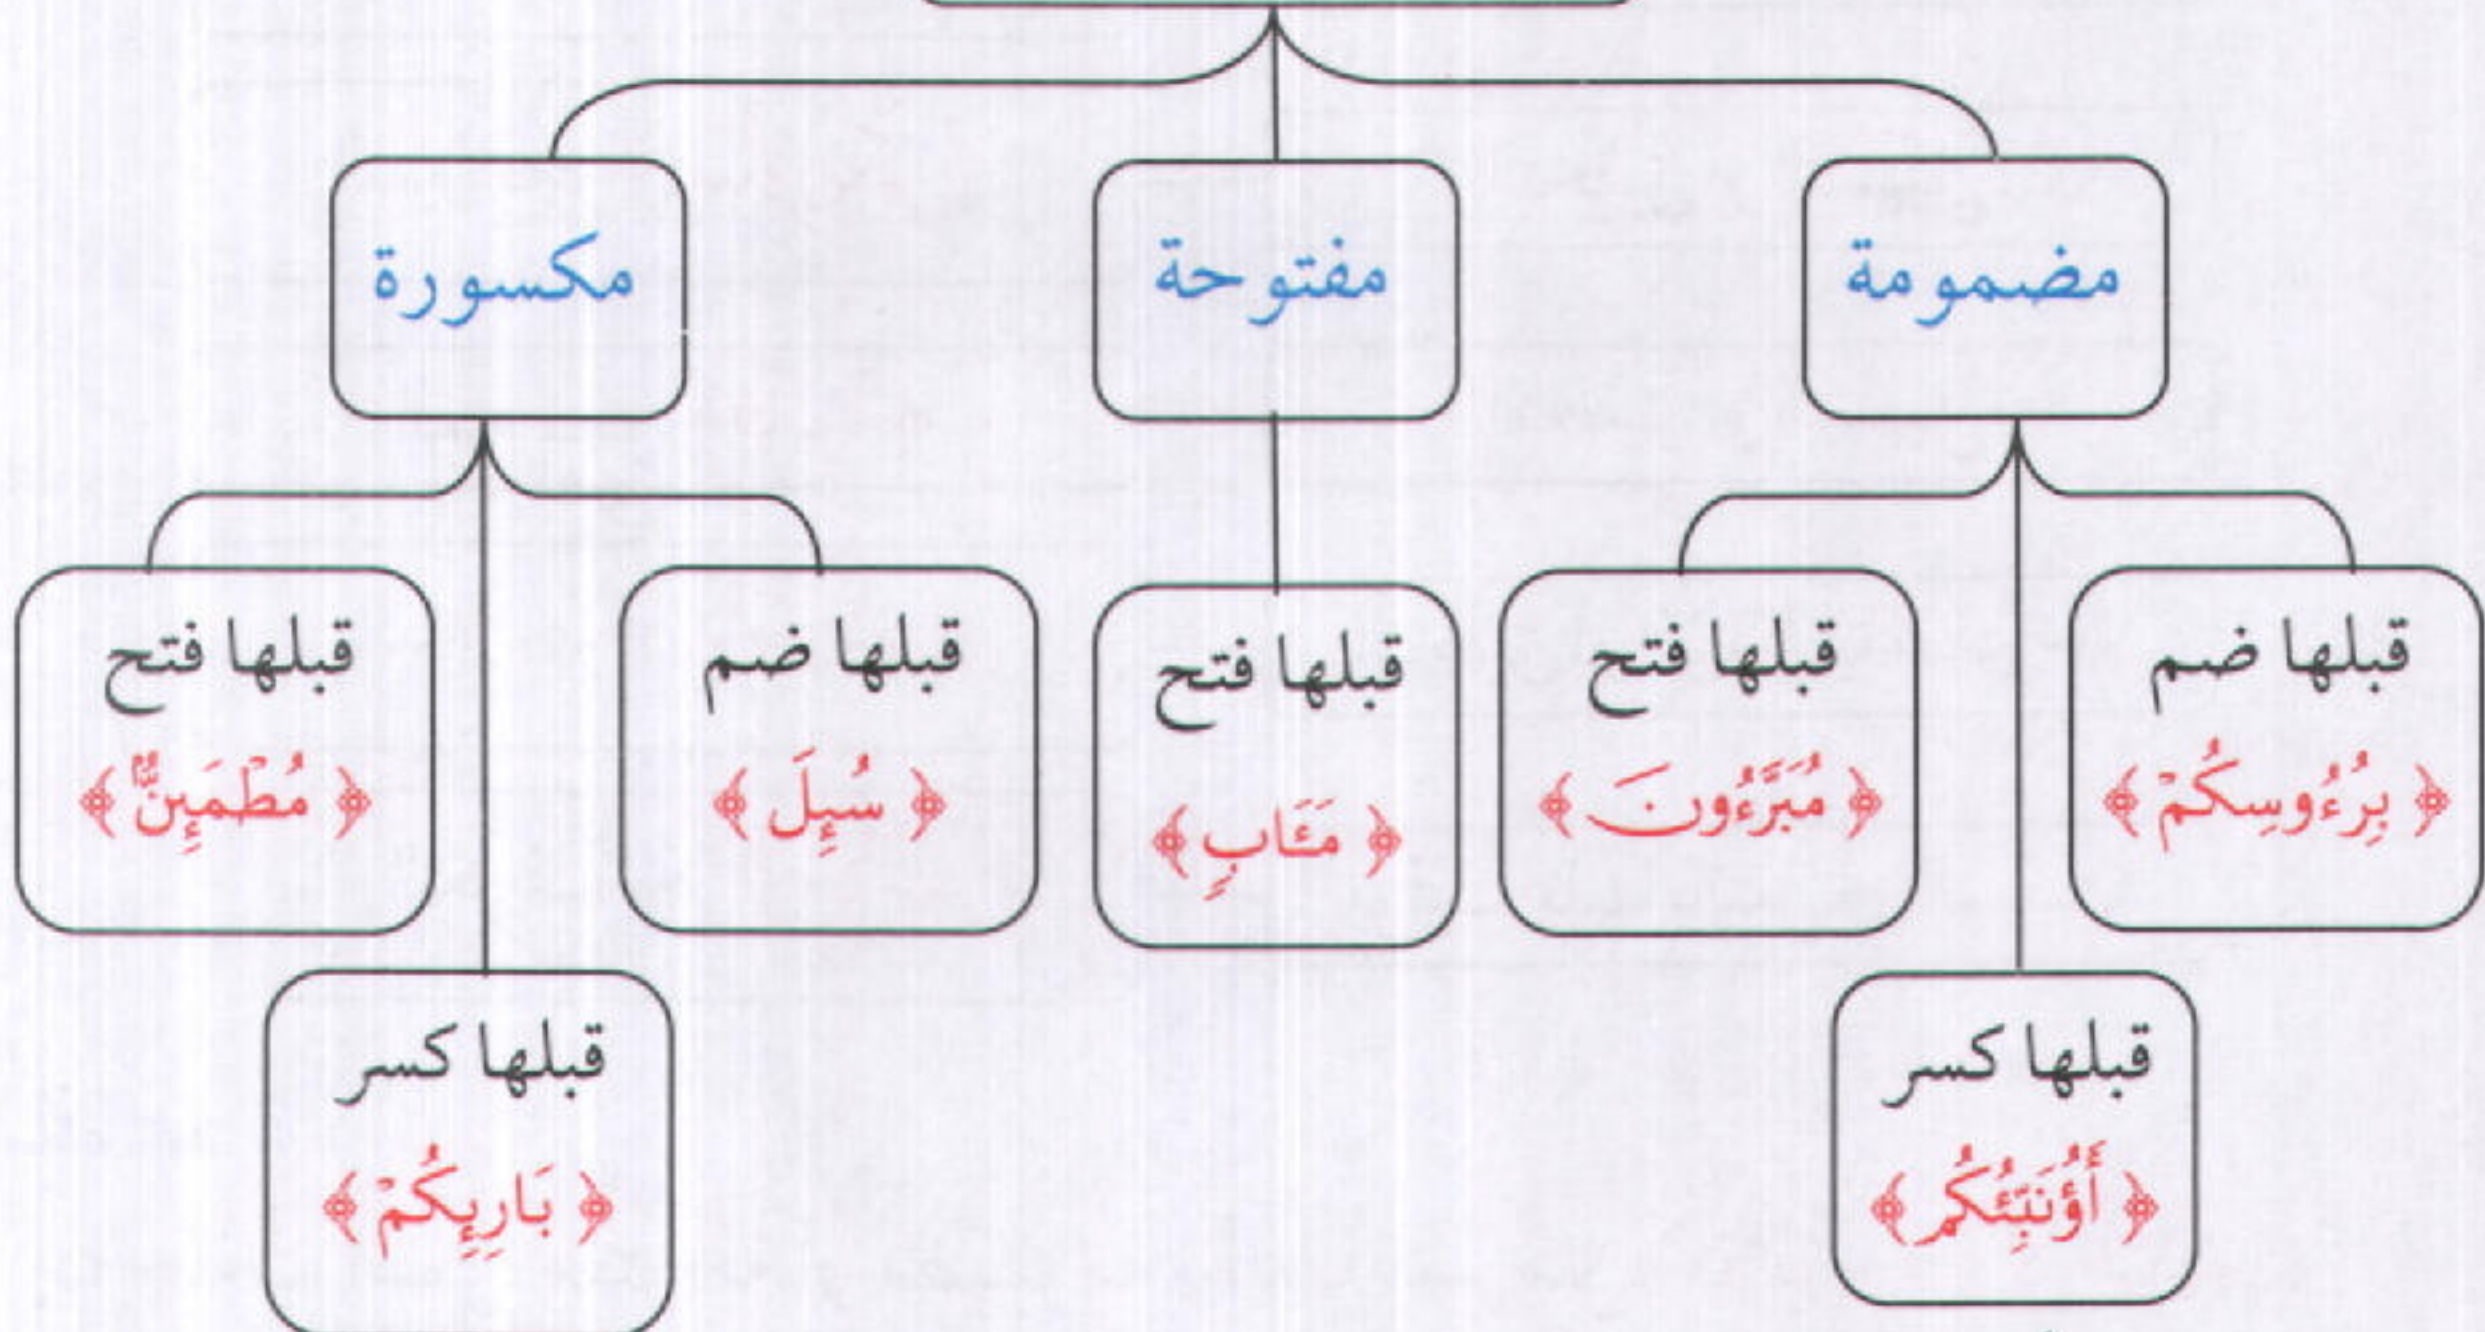 مضمومة
مفتوحة
مكسورة
قبلها ضم
﴿ بِرُءُوسِكُمْ ﴾
قبلها فتح
﴿ مُبَرَّءُونَ ﴾
قبلها فتح
﴿ مَـَٔابٍ ﴾
قبلها ضم
﴿ سُئِلَ ﴾
قبلها فتح
﴿ مُطْمَئِنٌّ ﴾
قبلها كسر
﴿ أَؤُنَبِّئُكُم ﴾
قبلها كسر
﴿ بَارِئِكُمْ ﴾